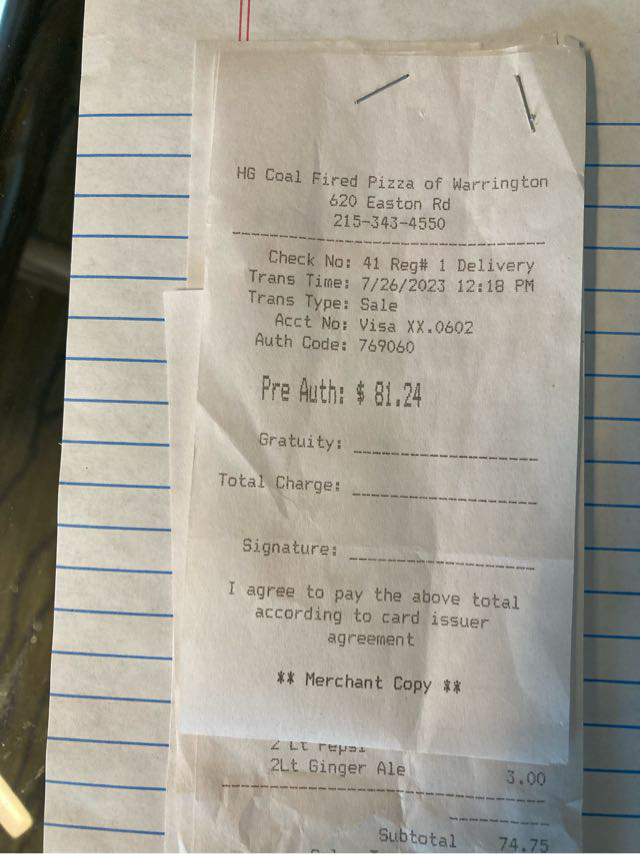 HG Coal Fired Pizza of Warrington
620 Easton Rd
215-343-4550
Check No: 41 Reg# 1 Delivery
Trans Time: 7/26/2023 12:18 PM
Trans Type: Sale
Acct No: Visa XX.0602
Auth Code: 769060
Pre Auth: $ 81.24
Gratuity:
Total Charge:
Signature:
I agree to pay the above total
according to card issuer
agreement
** Merchant Copy **
2 Lt Pepsi
2Lt Ginger Ale 3.00
Subtotal 74.75